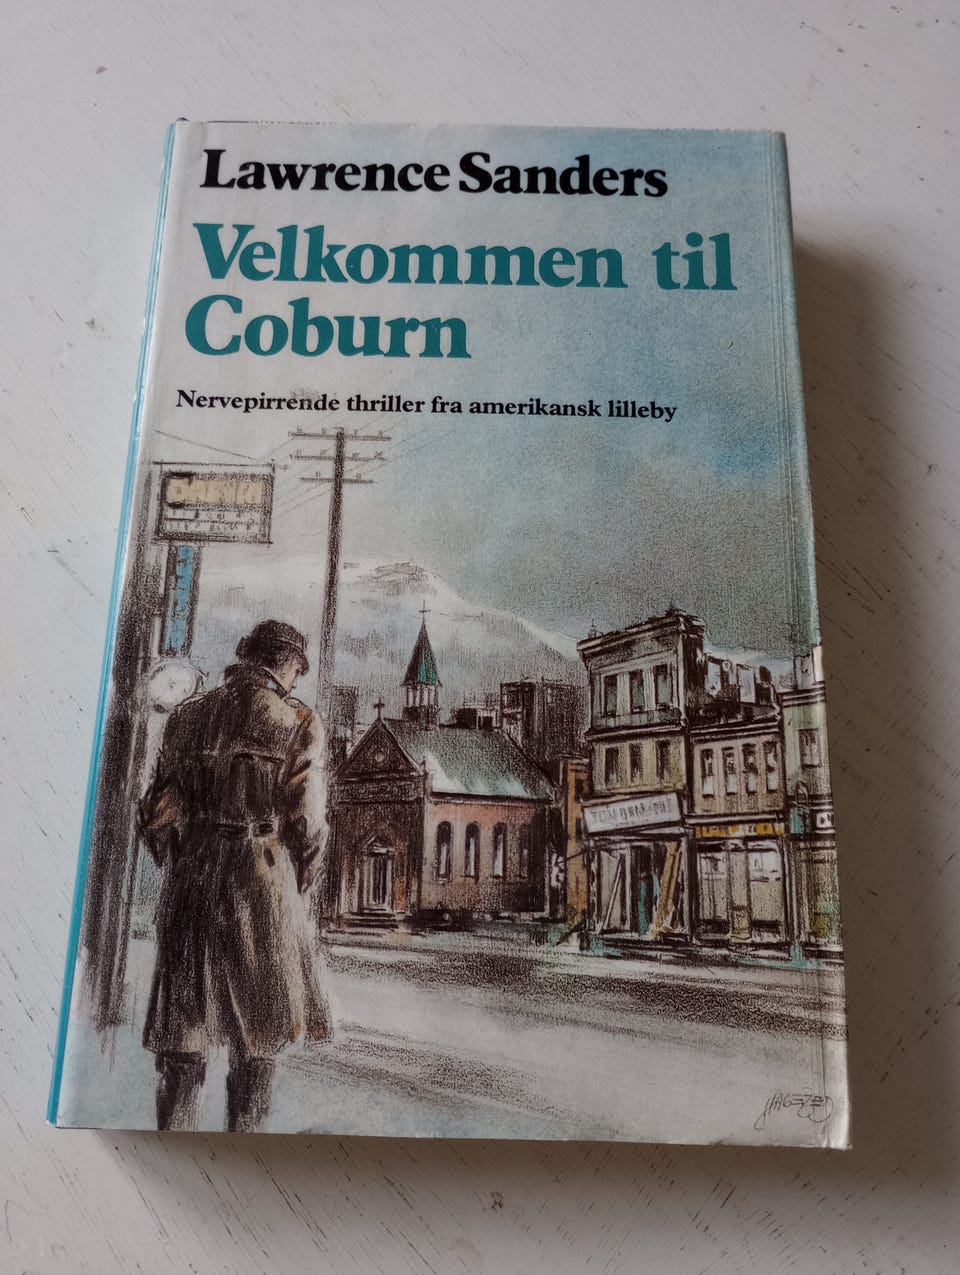 Lawrence Sanders
Velkommen til
Coburn
Nervepirrende thriller fra amerikansk lilleby